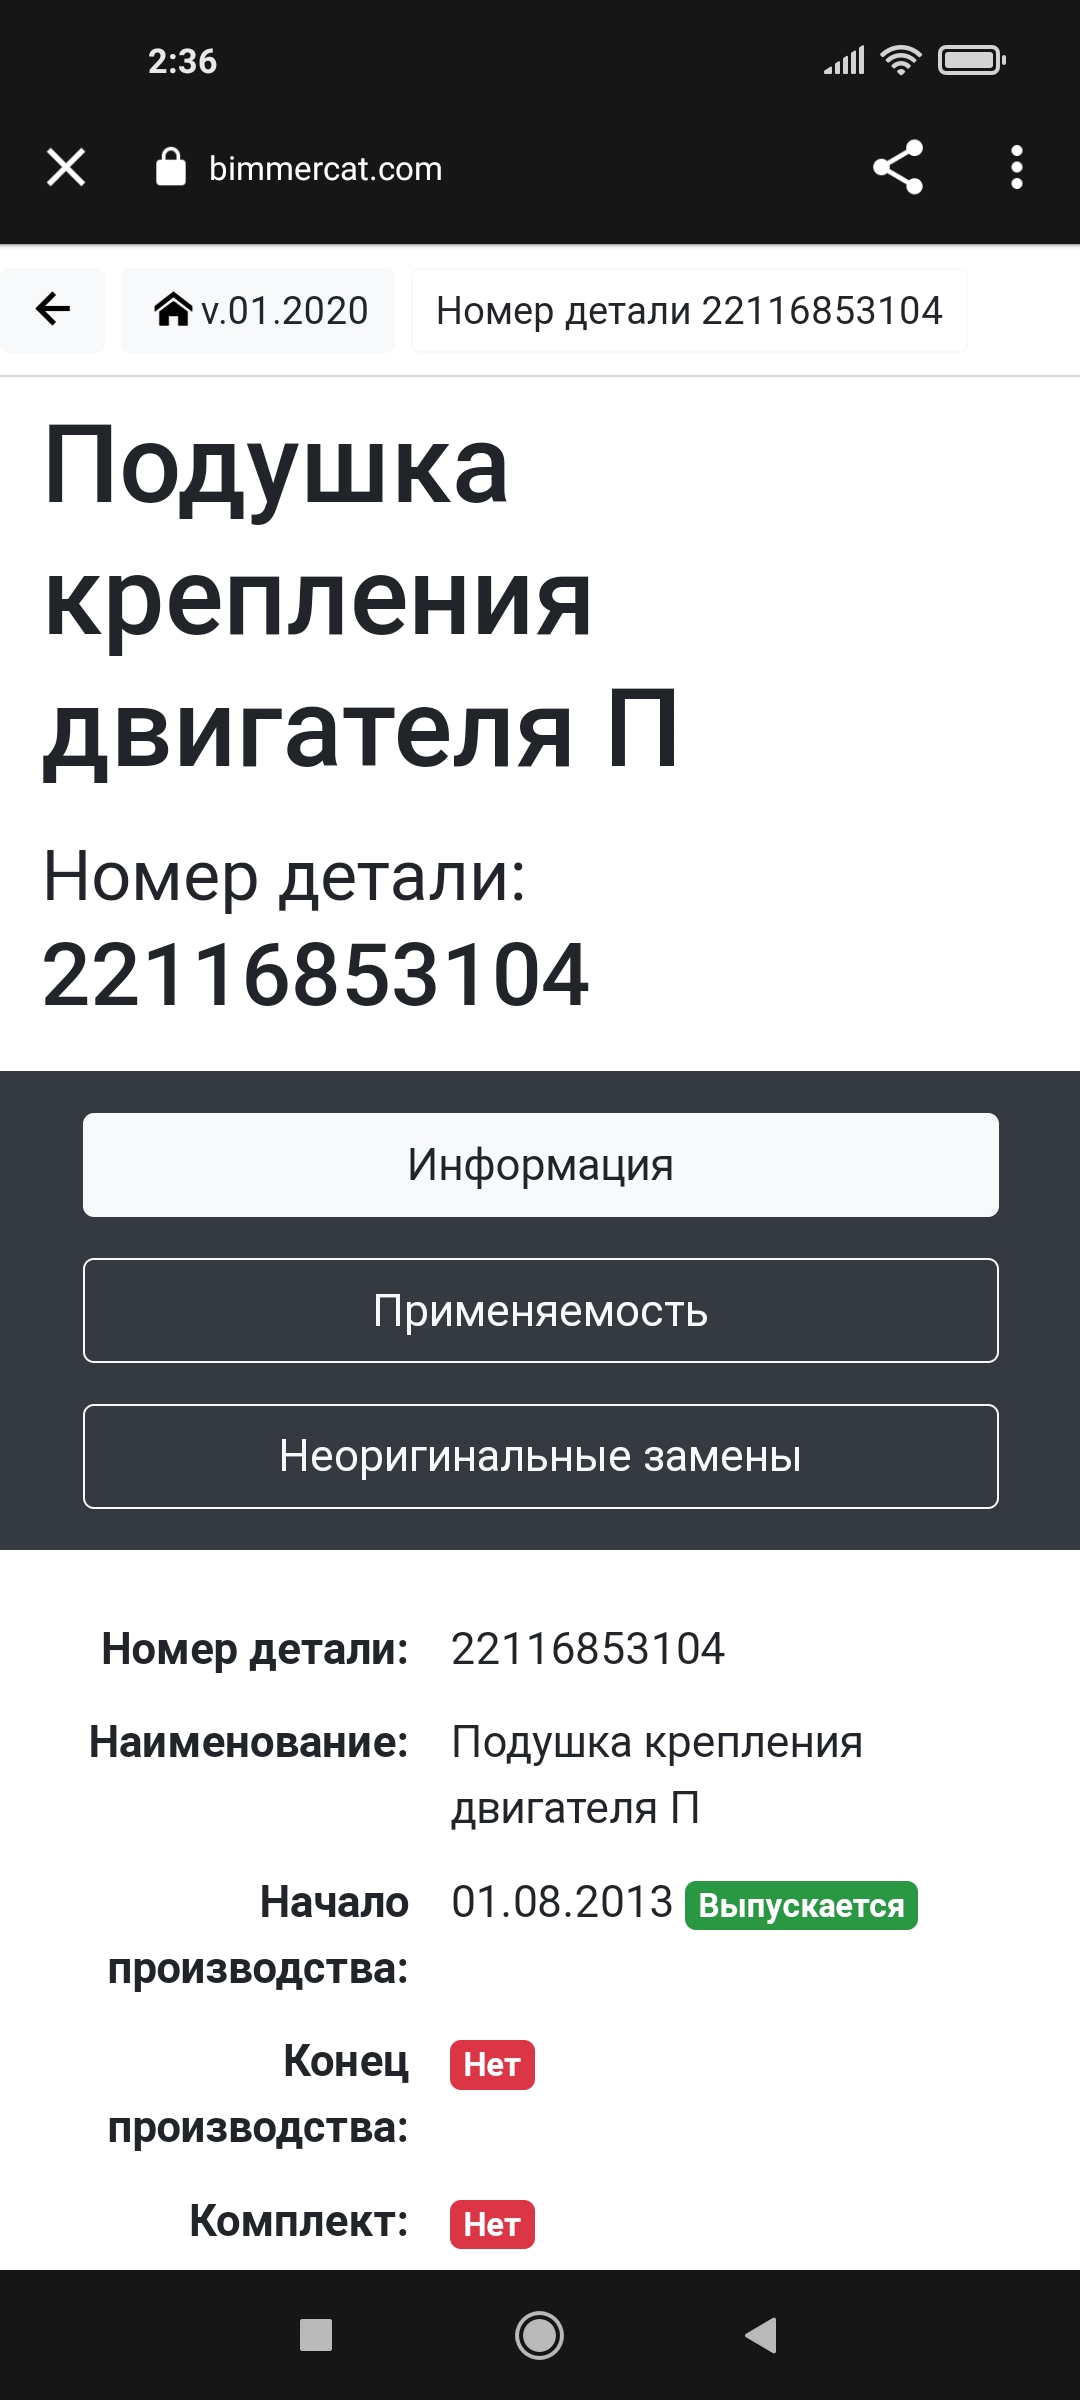 2:36
bimmercat.com
v.01.2020
Номер детали 22116853104
Подушка
крепления
двигателя П
Номер детали:
22116853104
Информация
Применяемость
Неоригинальные замены
Номер детали: 22116853104
Наименование: Подушка крепления
двигателя П
Начало 01.08.2013 Выпускается
производства:
Конец Нет
производства:
Комплект: Нет